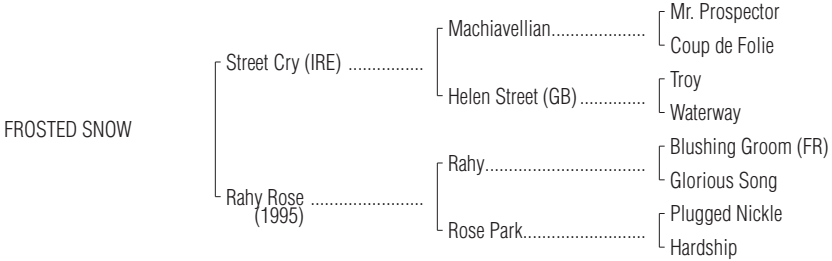 Mr. Prospector
Machiavellian....................
Coup de Folie
Street Cry (IRE) ................
Troy
Helen Street (GB) ..............
Waterway
FROSTED SNOW
Blushing Groom (FR)
Rahy..................................
Glorious Song
Rahy Rose ........................
(1995)
Plugged Nickle
Rose Park..........................
Hardship